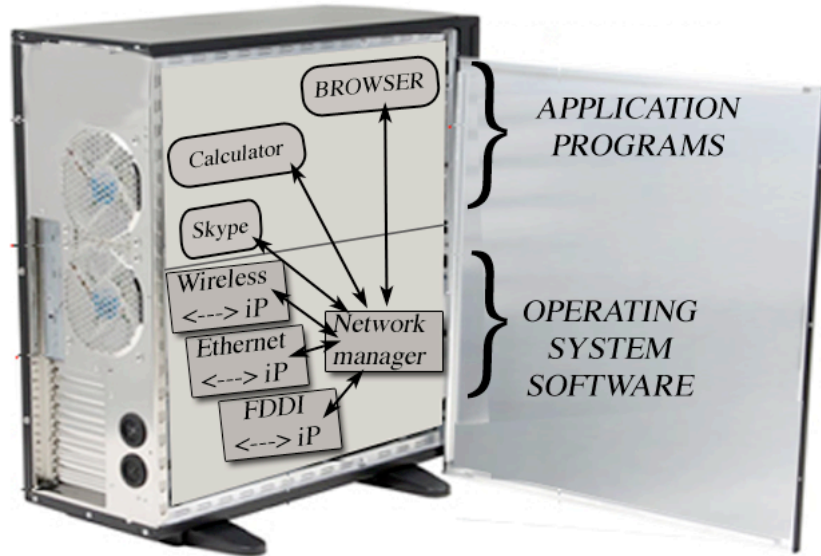 BROWSER
APPLICATION
PROGRAMS
Calculator
Skype
Wireless
<---> iP
Ethernet
<---> iP
FDDI
<---> iP
Network
manager
OPERATING
SYSTEM
SOFTWARE